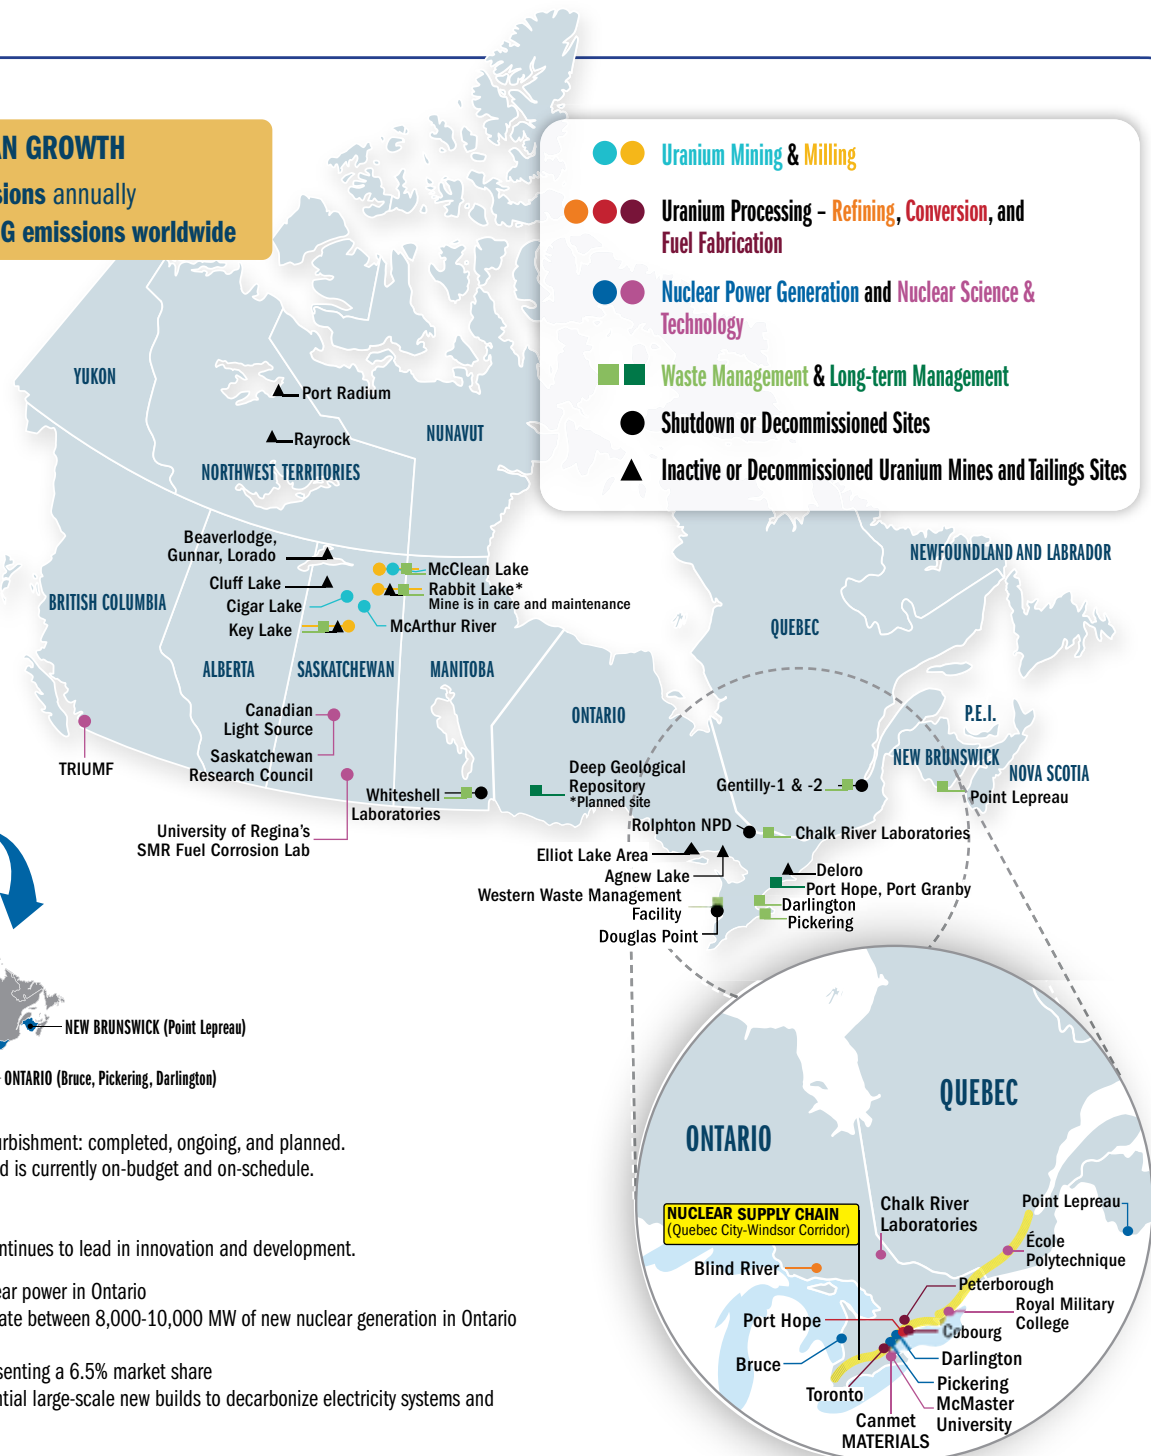 AN GROWTH
sions annually
G emissions worldwide
Uranium Mining & Milling
Uranium Processing – Refining, Conversion, and
Fuel Fabrication
Nuclear Power Generation and Nuclear Science &
Technology
Waste Management & Long-term Management
Shutdown or Decommissioned Sites
Inactive or Decommissioned Uranium Mines and Tailings Sites
YUKON
Port Radium
Rayrock
NUNAVUT
NORTHWEST TERRITORIES
Beaverlodge,
Gunnar, Lorado
Cluff Lake
Cigar Lake
Key Lake
McClean Lake
Rabbit Lake*
Mine is in care and maintenance
McArthur River
BRITISH COLUMBIA
ALBERTA
SASKATCHEWAN
MANITOBA
ONTARIO
QUEBEC
NEWFOUNDLAND AND LABRADOR
P.E.I.
NEW BRUNSWICK
NOVA SCOTIA
Point Lepreau
TRIUMF
Canadian
Light Source
Saskatchewan
Research Council
University of Regina’s
SMR Fuel Corrosion Lab
Whiteshell
Laboratories
Deep Geological
Repository
*Planned site
Gentilly-1 & -2
Rolphton NPD
Chalk River Laboratories
Elliot Lake Area
Agnew Lake
Deloro
Port Hope, Port Granby
Western Waste Management
Facility
Darlington
Pickering
Douglas Point
NEW BRUNSWICK (Point Lepreau)
ONTARIO (Bruce, Pickering, Darlington)
urbishment: completed, ongoing, and planned.
d is currently on-budget and on-schedule.
ntinues to lead in innovation and development.
ear power in Ontario
ate between 8,000-10,000 MW of new nuclear generation in Ontario
senting a 6.5% market share
ntial large-scale new builds to decarbonize electricity systems and
QUEBEC
ONTARIO
NUCLEAR SUPPLY CHAIN
(Quebec City-Windsor Corridor)
Chalk River
Laboratories
Point Lepreau
École
Polytechnique
Blind River
Peterborough
Royal Military
College
Port Hope
Cobourg
Bruce
Darlington
Pickering
Toronto
McMaster
University
Canmet
MATERIALS